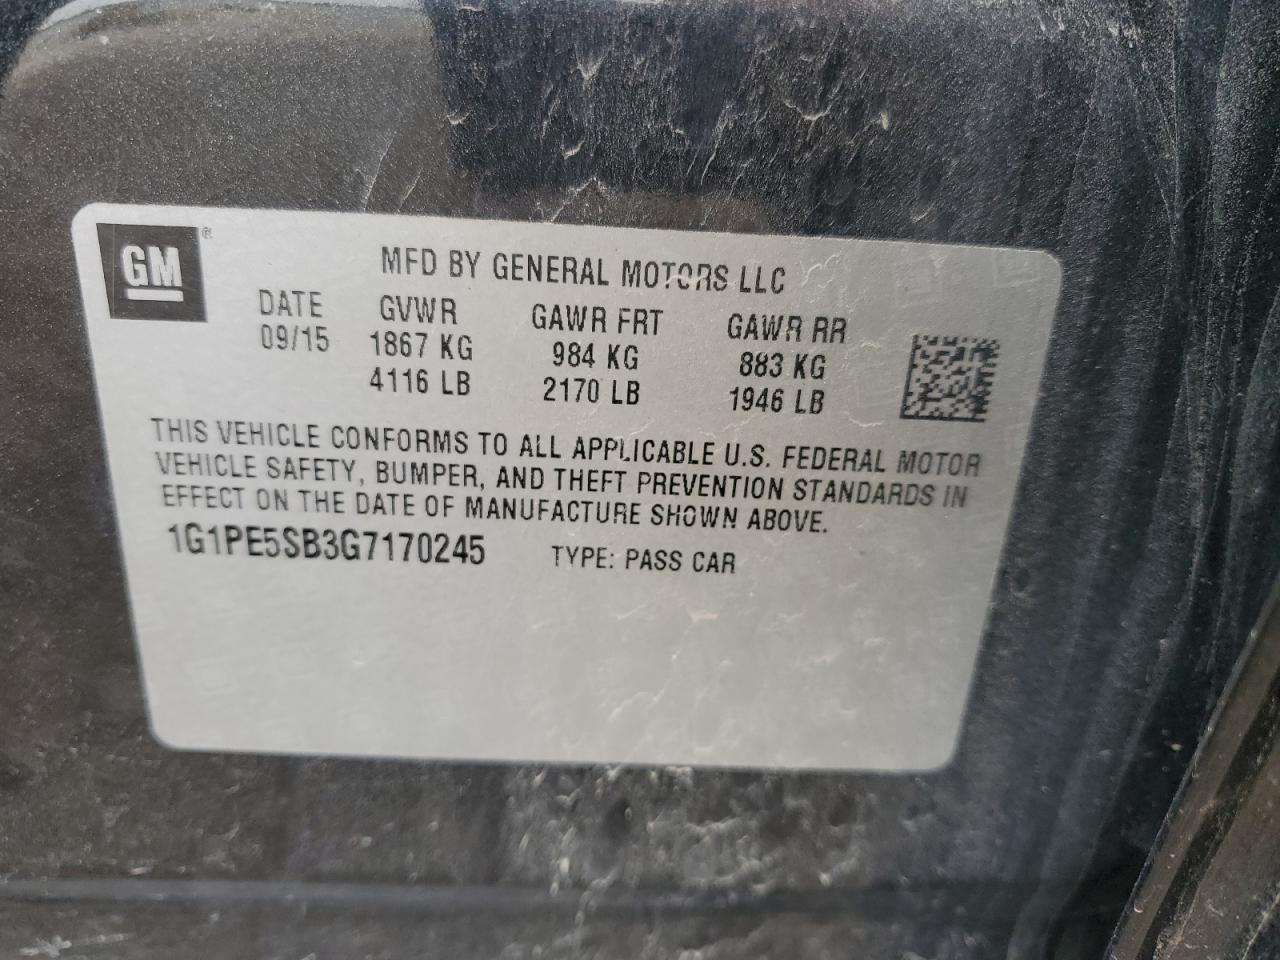 GM®
MFD BY GENERAL MOTORS LLC
DATE GVWR GAWR FRT GAWR RR
09/15 1867 KG 984 KG 883 KG
4116 LB 2170 LB 1946 LB
THIS VEHICLE CONFORMS TO ALL APPLICABLE U.S. FEDERAL MOTOR
VEHICLE SAFETY, BUMPER, AND THEFT PREVENTION STANDARDS IN
EFFECT ON THE DATE OF MANUFACTURE SHOWN ABOVE.
1G1PE5SB3G7170245 TYPE: PASS CAR